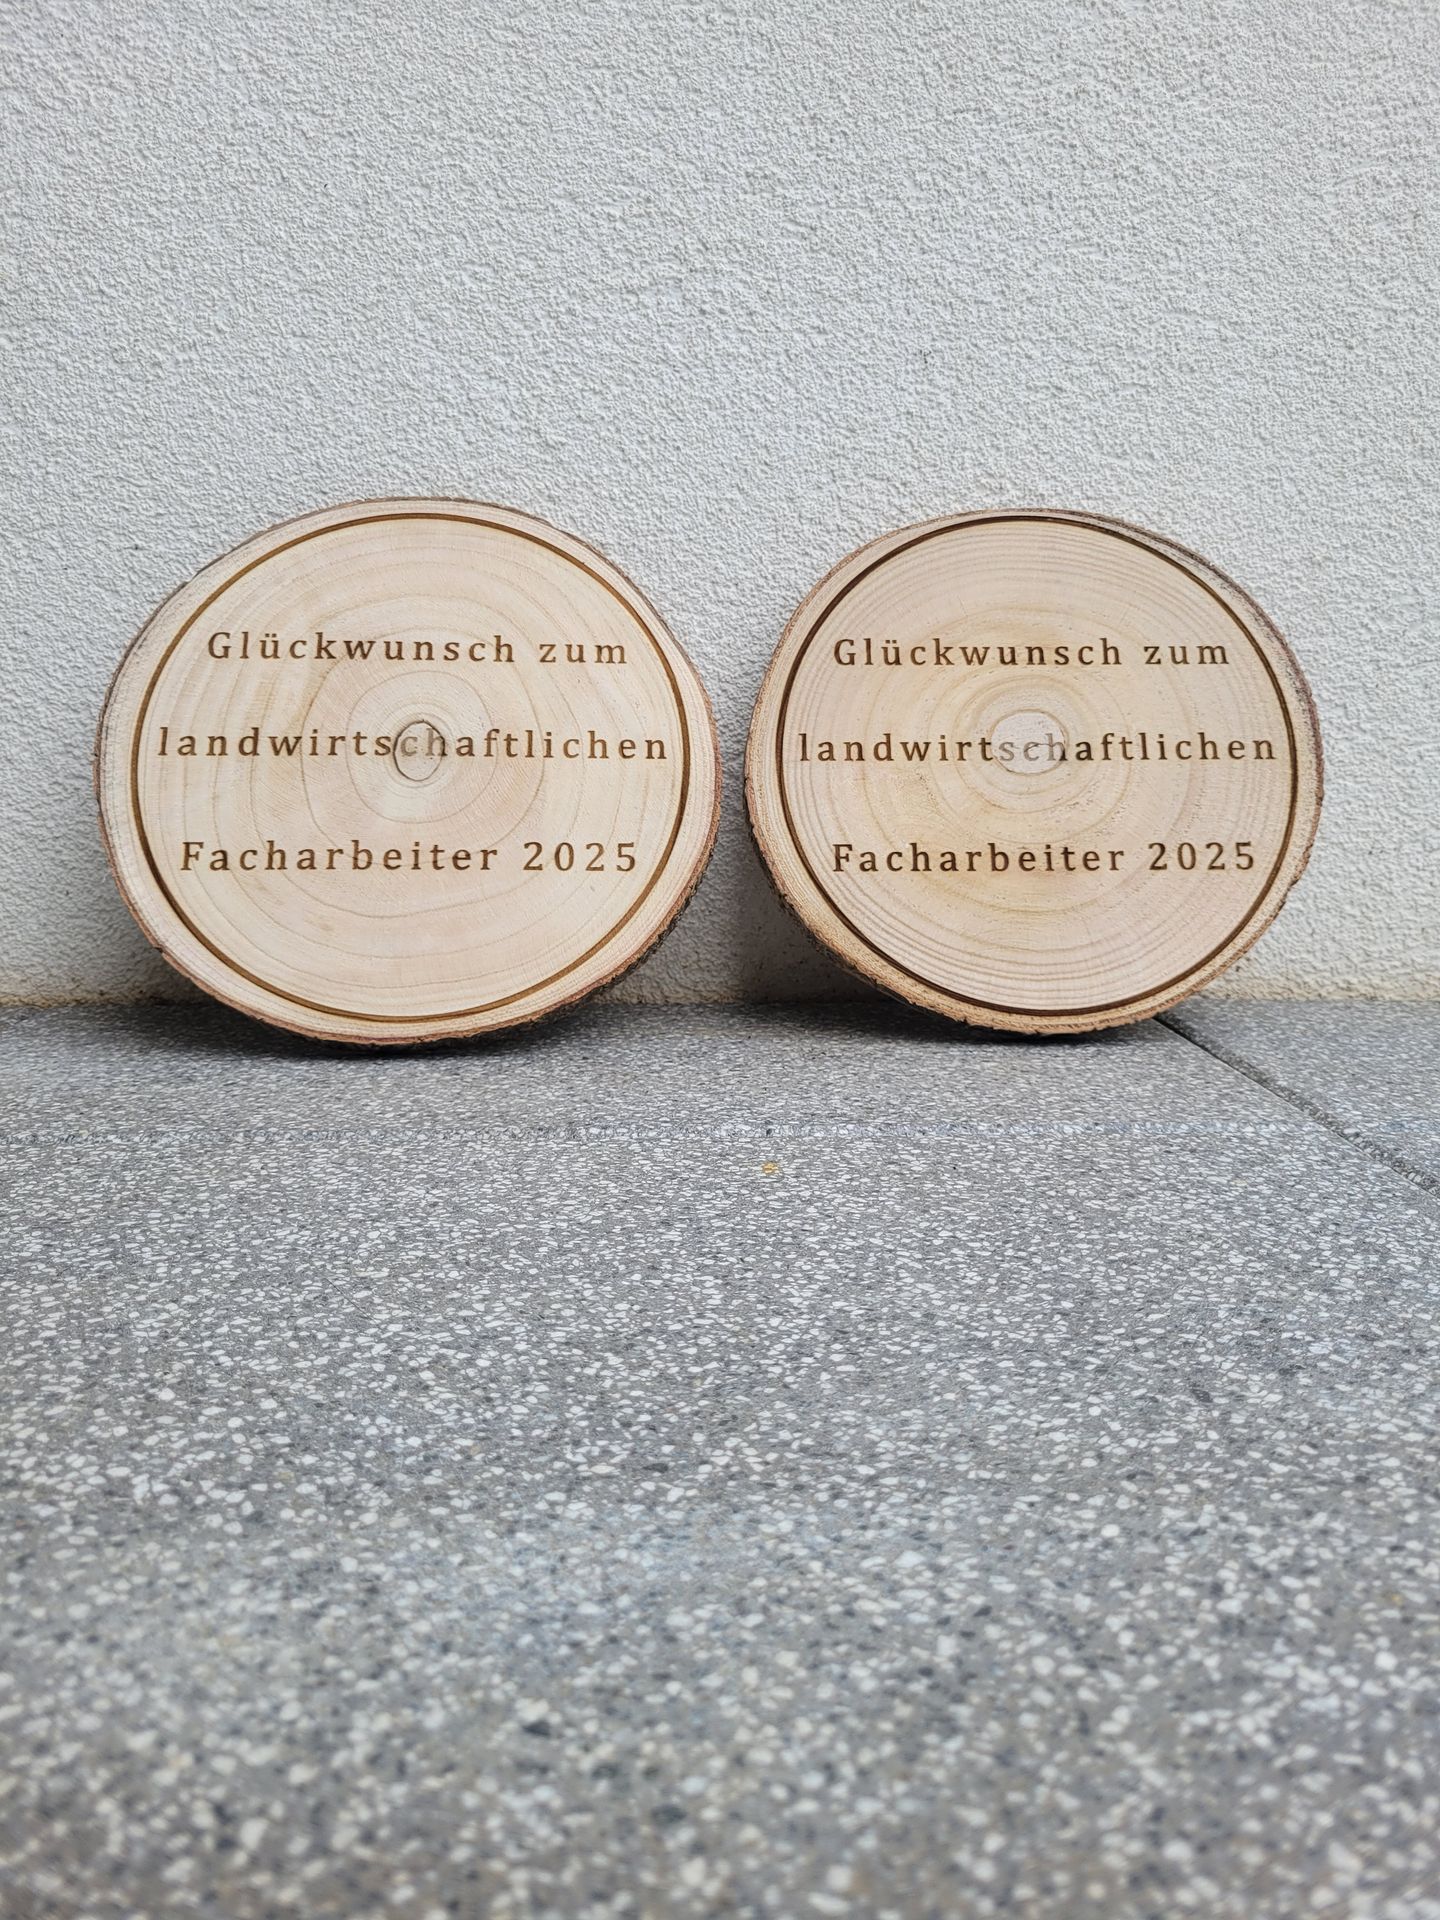 Glückwunsch zum
landwirtschaftlichen
Facharbeiter 2025
Glückwunsch zum
landwirtschaftlichen
Facharbeiter 2025